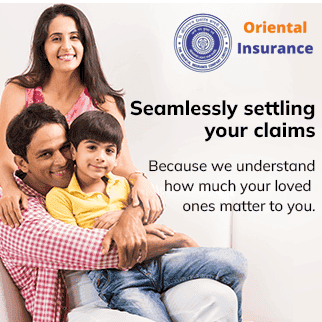 Oriental
Insurance
Seamlessly settling
your claims
Because we understand
how much your loved
ones matter to you.